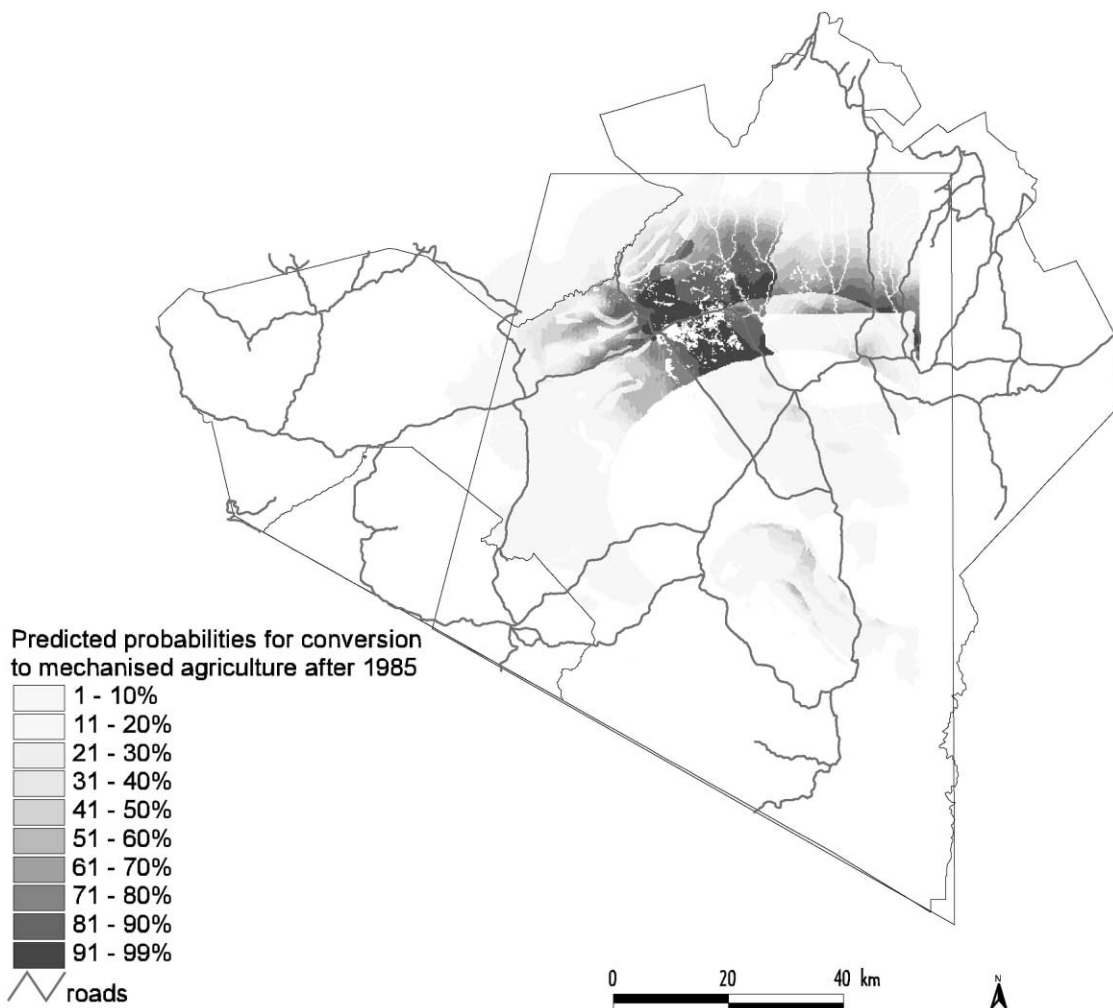 Predicted probabilities for conversion
to mechanised agriculture after 1985
1 - 10%
11 - 20%
21 - 30%
31 - 40%
41 - 50%
51 - 60%
61 - 70%
71 - 80%
81 - 90%
91 - 99%
roads
0 20 40 km
N